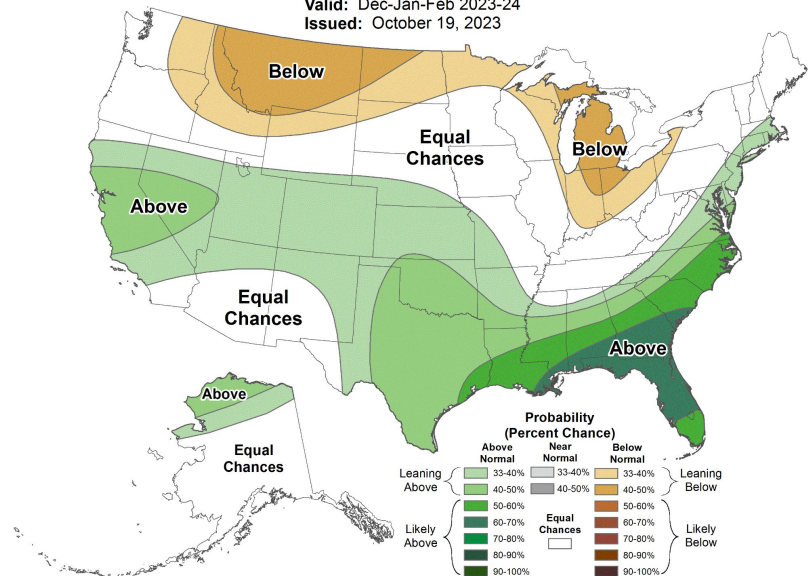 Valid: Dec-Jan-Feb 2023-24
Issued: October 19, 2023
Below
Equal
Chances
Below
Above
Equal
Chances
Above
Above
Equal
Chances
Probability
(Percent Chance)
Above
Normal
Near
Normal
Below
Normal
Leaning
Above
33-40%
33-40%
33-40%
40-50%
40-50%
40-50%
Leaning
Below
Likely
Above
50-60%
60-70%
70-80%
80-90%
90-100%
Equal
Chances
50-60%
60-70%
70-80%
80-90%
90-100%
Likely
Below